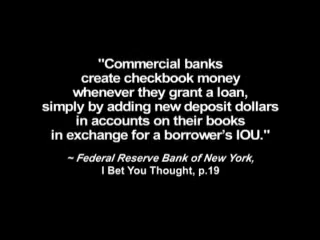 "Commercial banks
create checkbook money
whenever they grant a loan,
simply by adding new deposit dollars
in accounts on their books
in exchange for a borrower's IOU."
~ Federal Reserve Bank of New York,
I Bet You Thought, p.19